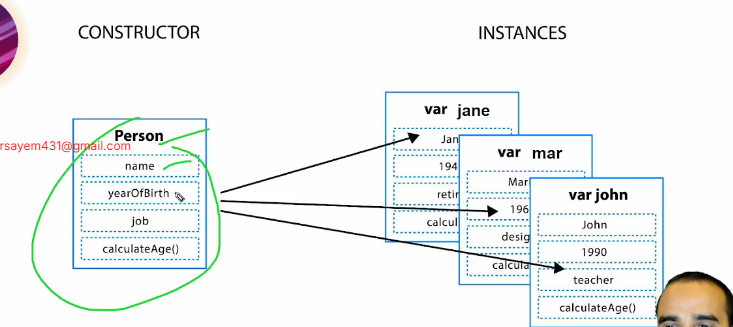 CONSTRUCTOR
INSTANCES
Person
rsayem431@gmail.com
name
yearOfBirth
job
calculateAge()
var jane
Jan
194
retir
calcul
var mar
Mar
196
desig
calcula
var john
John
1990
teacher
calculateAge()